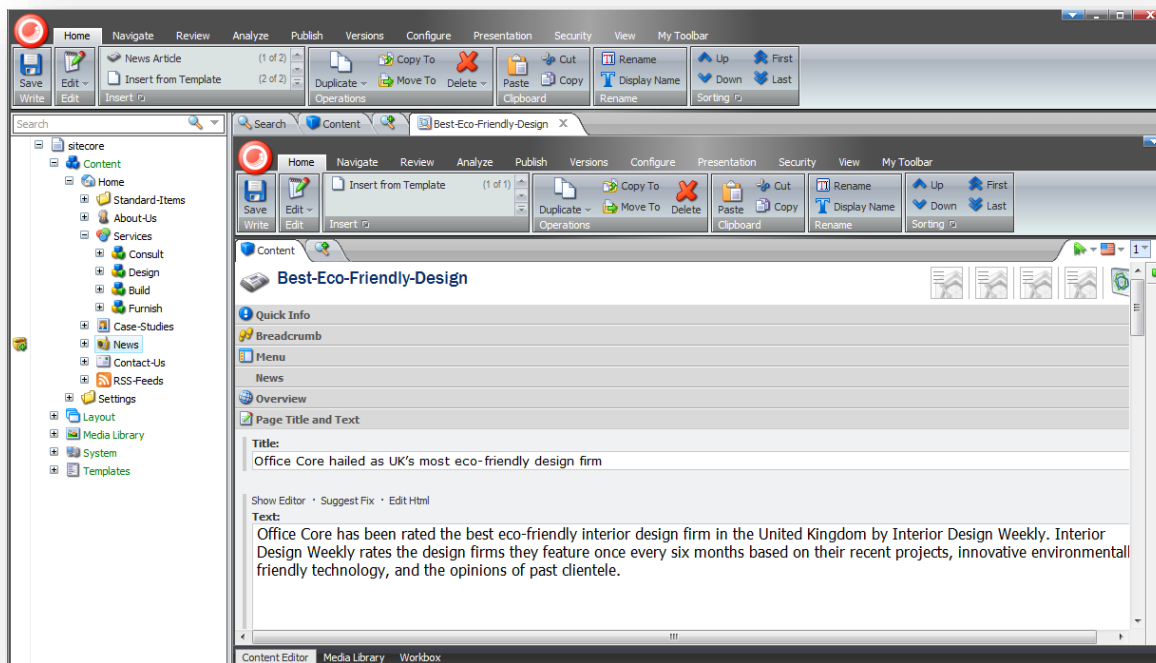 Home Navigate Review Analyze Publish Versions Configure Presentation Security View My Toolbar
News Article (1 of 2) Copy To Cut Rename Up First
Save Edit Insert from Template (2 of 2) Duplicate Move To Delete Paste Copy Display Name Down Last
Write Edit Insert Operations Clipboard Rename Sorting
Search
Search Content Best-Eco-Friendly-Design X
sitecore
Content
Home
Standard-Items
About-Us
Services
Consult
Design
Build
Furnish
Case-Studies
News
Contact-Us
RSS-Feeds
Settings
Layout
Media Library
System
Templates
Home Navigate Review Analyze Publish Versions Configure Presentation Security View My Toolbar
Insert from Template (1 of 1) Copy To Cut Rename Up First
Save Edit Duplicate Move To Delete Paste Copy Display Name Down Last
Write Edit Insert Operations Clipboard Rename Sorting
Content 1
Best-Eco-Friendly-Design
Quick Info
Breadcrumb
Menu
News
Overview
Page Title and Text
Title:
Office Core hailed as UK's most eco-friendly design firm
Show Editor · Suggest Fix · Edit Html
Text:
Office Core has been rated the best eco-friendly interior design firm in the United Kingdom by Interior Design Weekly. Interior
Design Weekly rates the design firms they feature once every six months based on their recent projects, innovative environmentall
friendly technology, and the opinions of past clientele.
Content Editor Media Library Workbox